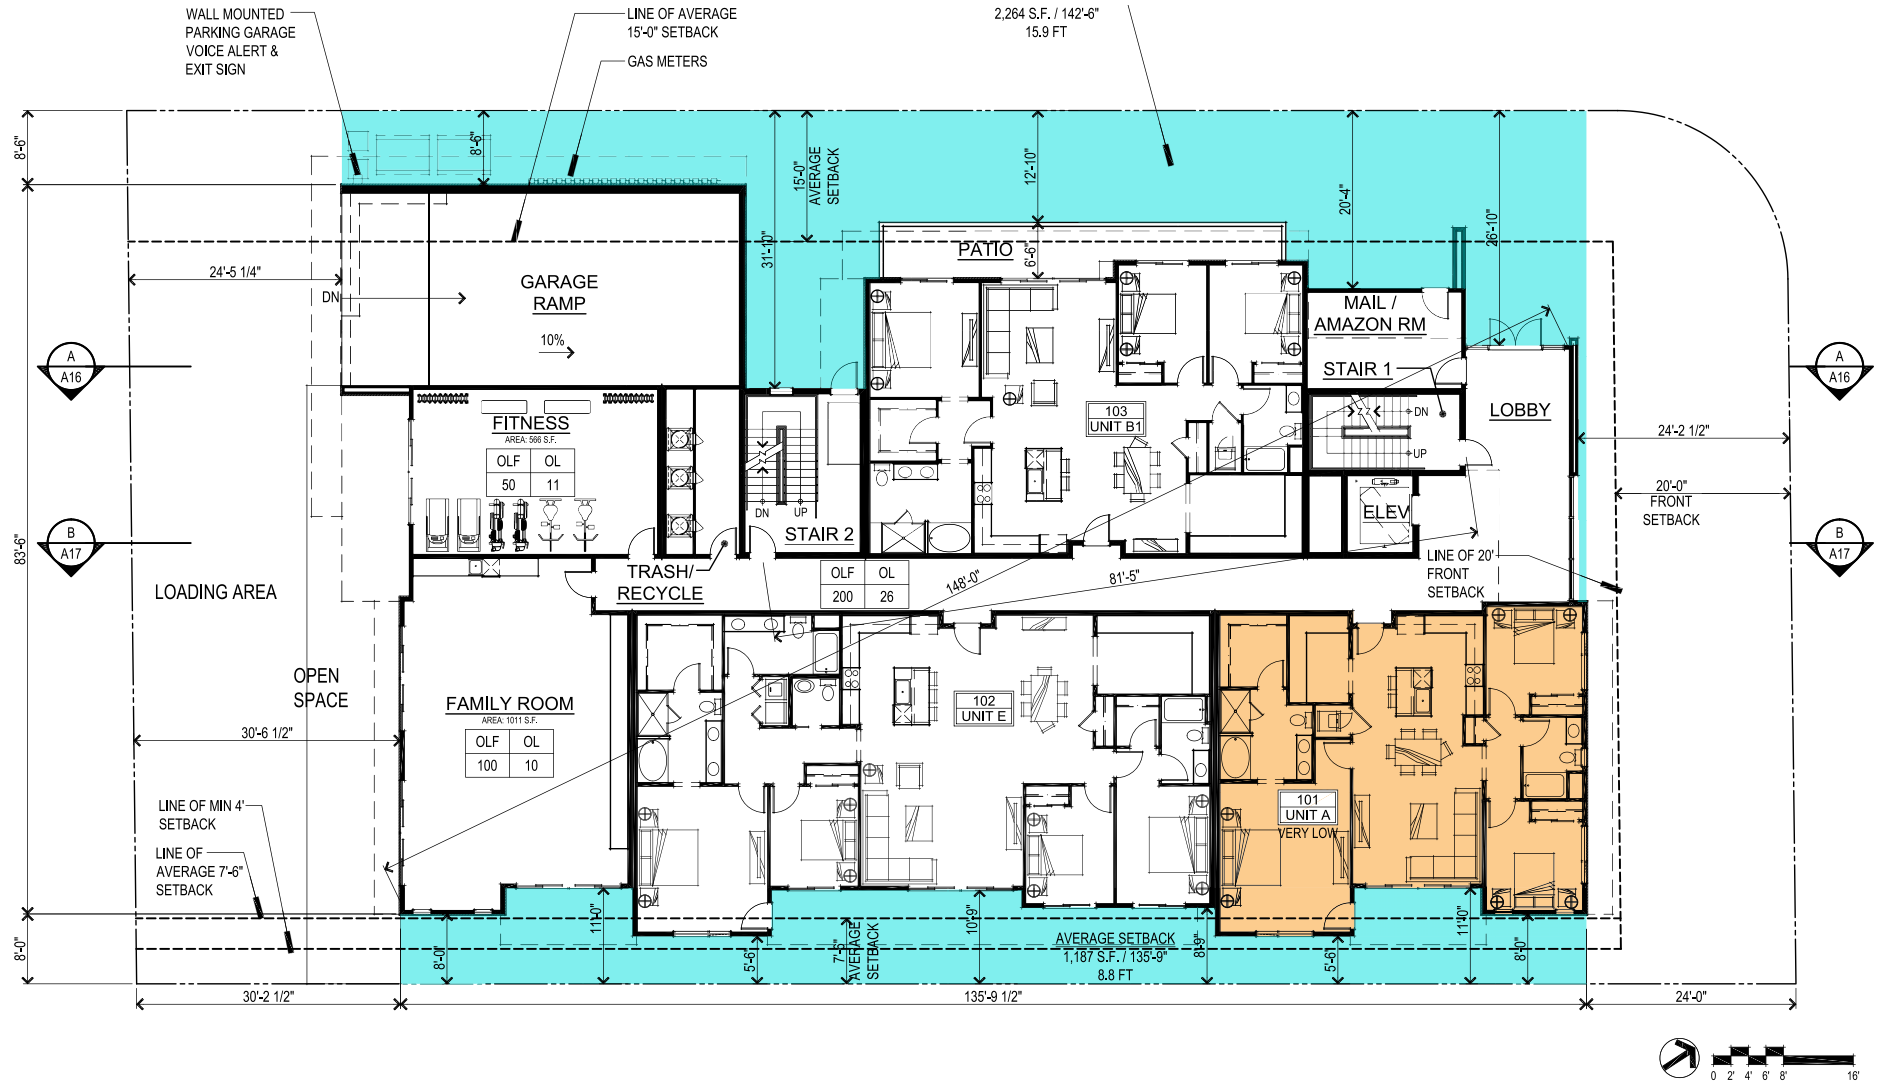 WALL MOUNTED
PARKING GARAGE
VOICE ALERT &
EXIT SIGN
LINE OF AVERAGE
15'-0" SETBACK
GAS METERS
2,264 S.F. / 142'-6"
15.9 FT
8'-6"
8'-6"
31'-10"
15'-0"
AVERAGE
SETBACK
12'-10"
20'-4"
26'-10"
PATIO
6'-6"
24'-5 1/4"
DN
GARAGE
RAMP
10%
MAIL /
AMAZON RM
STAIR 1
A
A16
A
A16
FITNESS
AREA: 566 S.F.
OLF OL
50 11
103
UNIT B1
DN
UP
LOBBY
24'-2 1/2"
20'-0"
FRONT
SETBACK
DN UP
STAIR 2
ELEV
B
A17
B
A17
83'-6"
LINE OF 20'
FRONT
SETBACK
LOADING AREA
TRASH/
RECYCLE
OLF OL
200 26
148'-0"
81'-5"
OPEN
SPACE
FAMILY ROOM
AREA: 1011 S.F.
OLF OL
100 10
102
UNIT E
30'-6 1/2"
101
UNIT A
VERY LOW
LINE OF MIN 4'
SETBACK
LINE OF
AVERAGE 7'-6"
SETBACK
8'-0"
8'-0"
11'-0"
5'-6"
7'-6"
AVERAGE
SETBACK
10'-9"
AVERAGE SETBACK
1,187 S.F. / 135'-9"
8.8 FT
8'-9"
5'-6"
11'-0"
8'-0"
30'-2 1/2"
135'-9 1/2"
24'-0"
0 2' 4' 6' 8' 16'